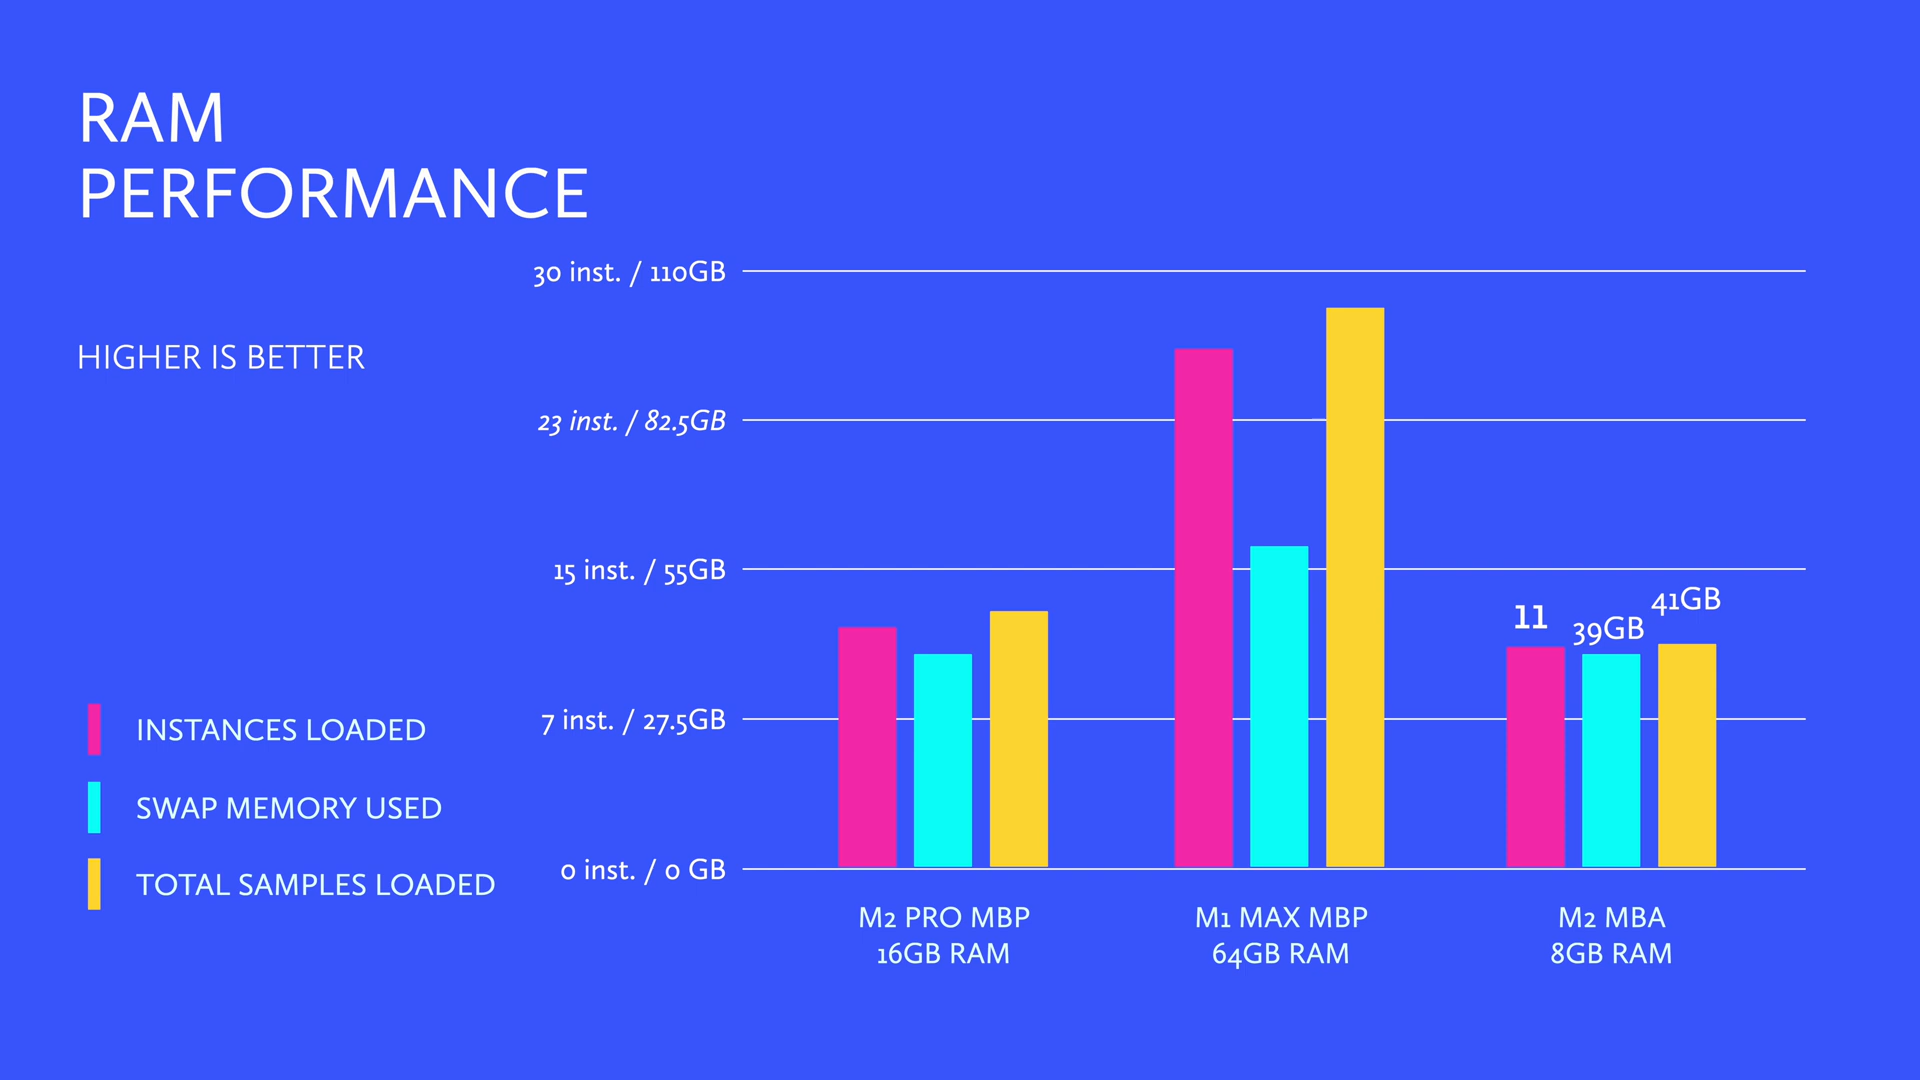 RAM
PERFORMANCE
HIGHER IS BETTER
30 inst. / 110GB
23 inst. / 82.5GB
15 inst. / 55GB
7 inst. / 27.5GB
0 inst. / 0 GB
11
39GB
41GB
INSTANCES LOADED
SWAP MEMORY USED
TOTAL SAMPLES LOADED
M2 PRO MBP
16GB RAM
M1 MAX MBP
64GB RAM
M2 MBA
8GB RAM